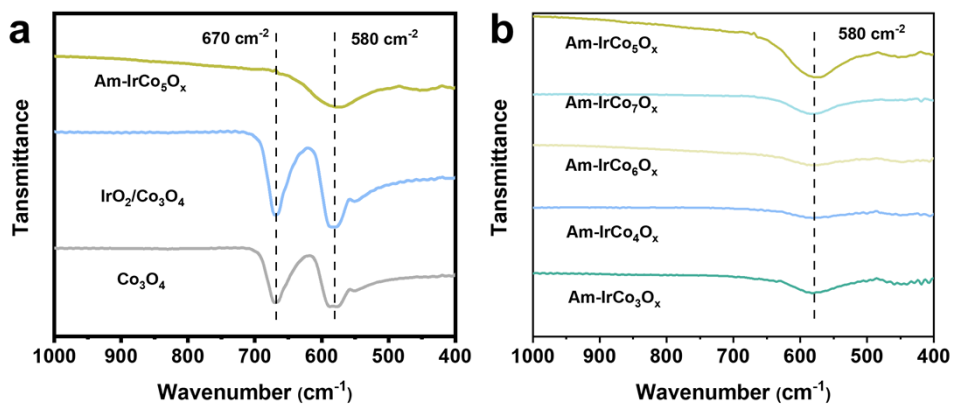 a
670 cm⁻²
580 cm⁻²
Am-IrCo₅Oₓ
IrO₂/Co₃O₄
Co₃O₄
Tansmittance
1000 900 800 700 600 500 400
Wavenumber (cm⁻¹)
b
580 cm⁻²
Am-IrCo₅Oₓ
Am-IrCo₇Oₓ
Am-IrCo₆Oₓ
Am-IrCo₄Oₓ
Am-IrCo₃Oₓ
Tansmittance
1000 900 800 700 600 500 400
Wavenumber (cm⁻¹)